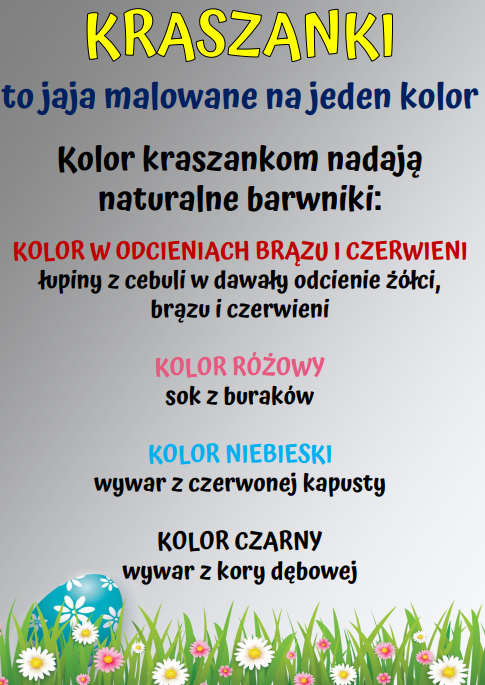 KRASZANKI
to jaja malowane na jeden kolor
Kolor kraszankom nadają
naturalne barwniki:
KOLOR W ODCIENIACH BRĄZU I CZERWIENI
łupiny z cebuli w dawały odcienie żółci,
brązu i czerwieni
KOLOR RÓŻOWY
sok z buraków
KOLOR NIEBIESKI
wywar z czerwonej kapusty
KOLOR CZARNY
wywar z kory dębowej